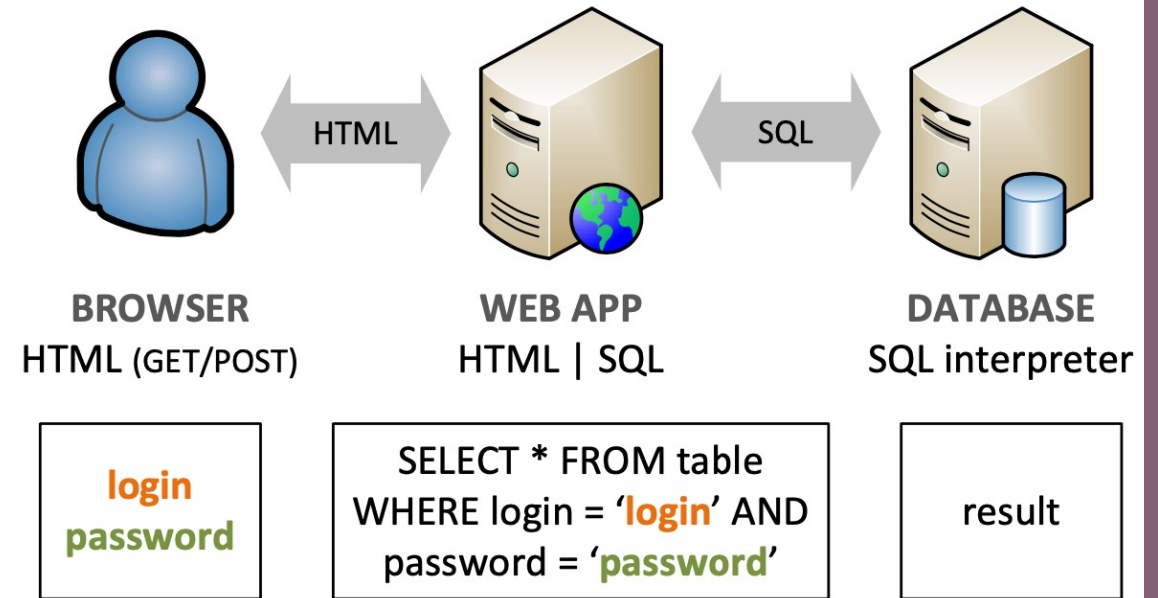 HTML
SQL
BROWSER
HTML (GET/POST)
WEB APP
HTML | SQL
DATABASE
SQL interpreter
login
password
SELECT * FROM table
WHERE login = ‘login’ AND
password = ‘password’
result